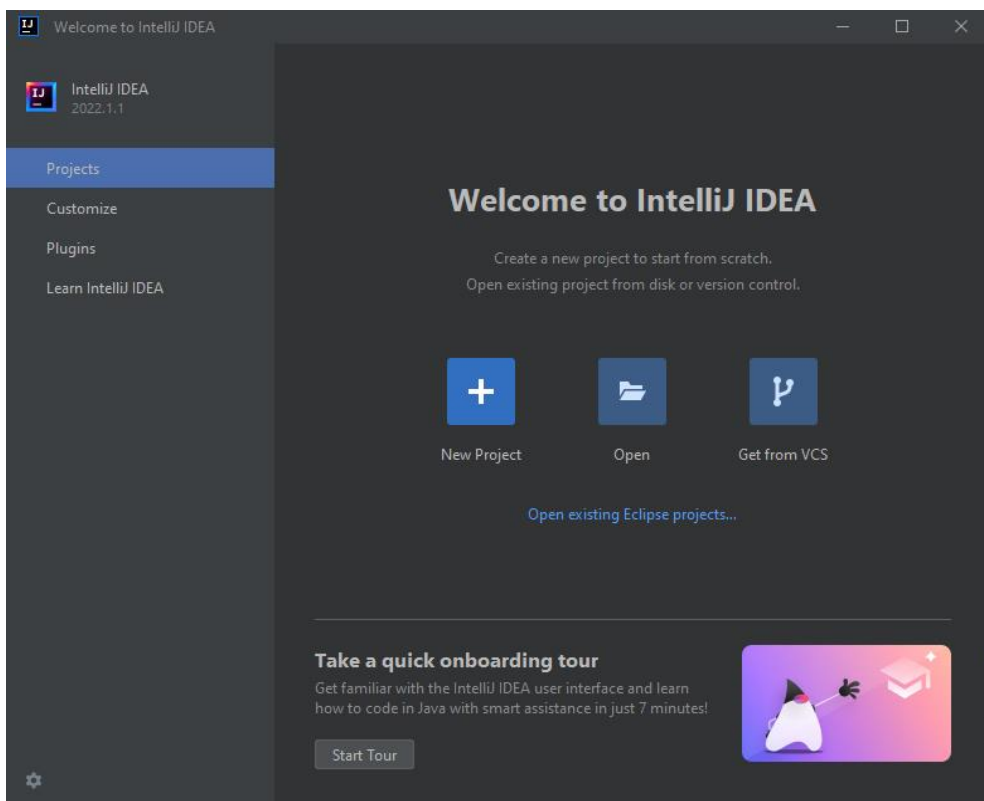 Welcome to IntelliJ IDEA
IntelliJ IDEA
2022.1.1
Projects
Customize
Plugins
Learn IntelliJ IDEA
Welcome to IntelliJ IDEA
Create a new project to start from scratch.
Open existing project from disk or version control.
New Project
Open
Get from VCS
Open existing Eclipse projects...
Take a quick onboarding tour
Get familiar with the IntelliJ IDEA user interface and learn
how to code in Java with smart assistance in just 7 minutes!
Start Tour